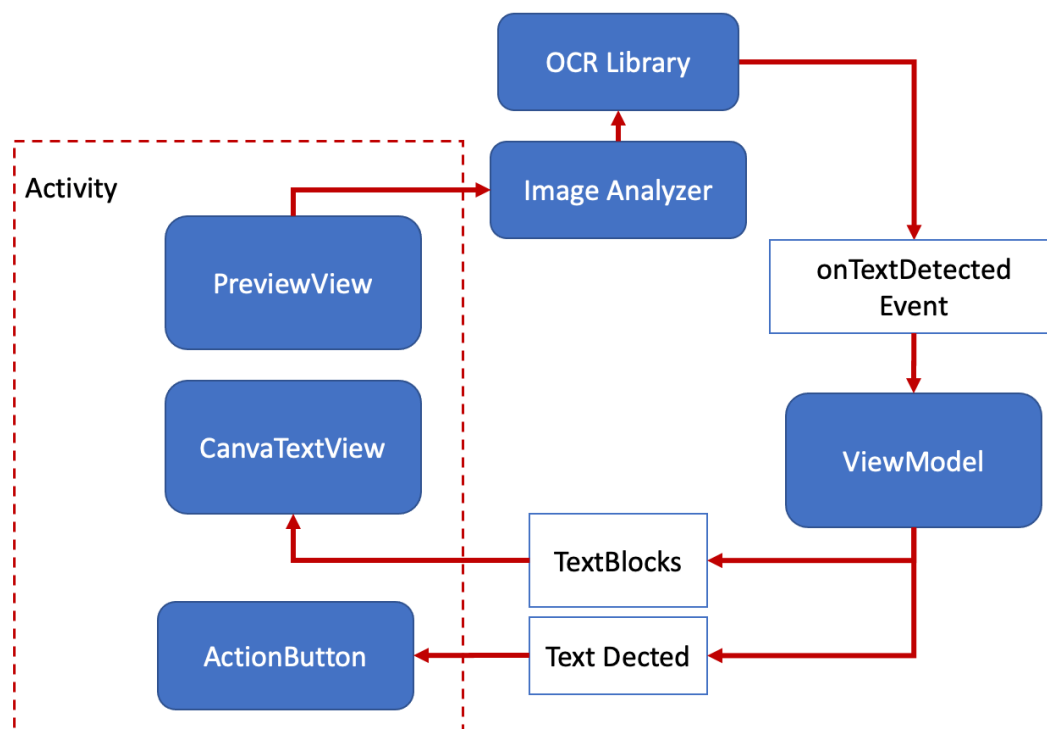 OCR Library
Image Analyzer
Activity
PreviewView
onTextDetected
Event
CanvaTextView
ViewModel
TextBlocks
ActionButton
Text Dected